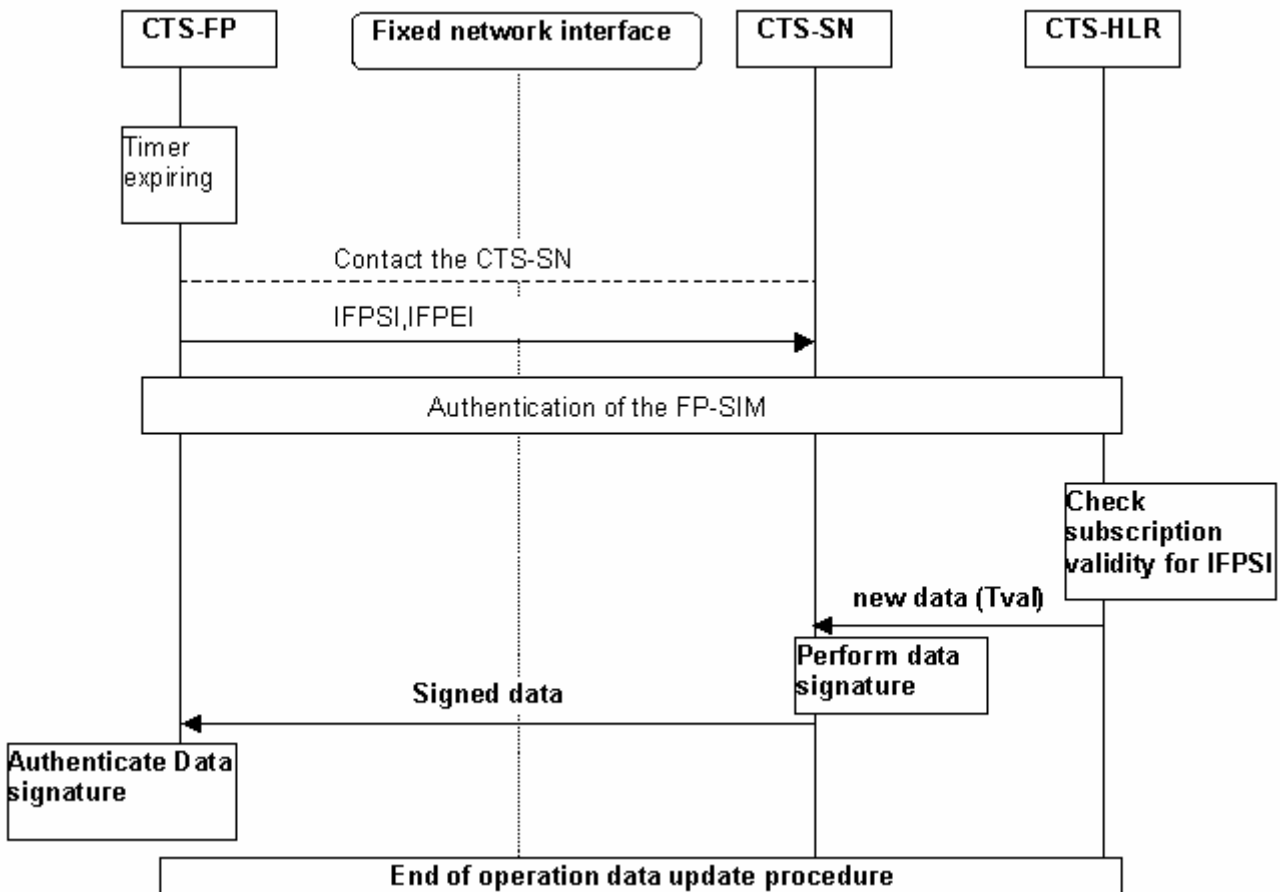 CTS-FP
Fixed network interface
CTS-SN
CTS-HLR
Timer
expiring
Contact the CTS-SN
IFPSI,IFPEI
Authentication of the FP-SIM
Check
subscription
validity for IFPSI
new data (Tval)
Perform data
signature
Signed data
Authenticate Data
signature
End of operation data update procedure